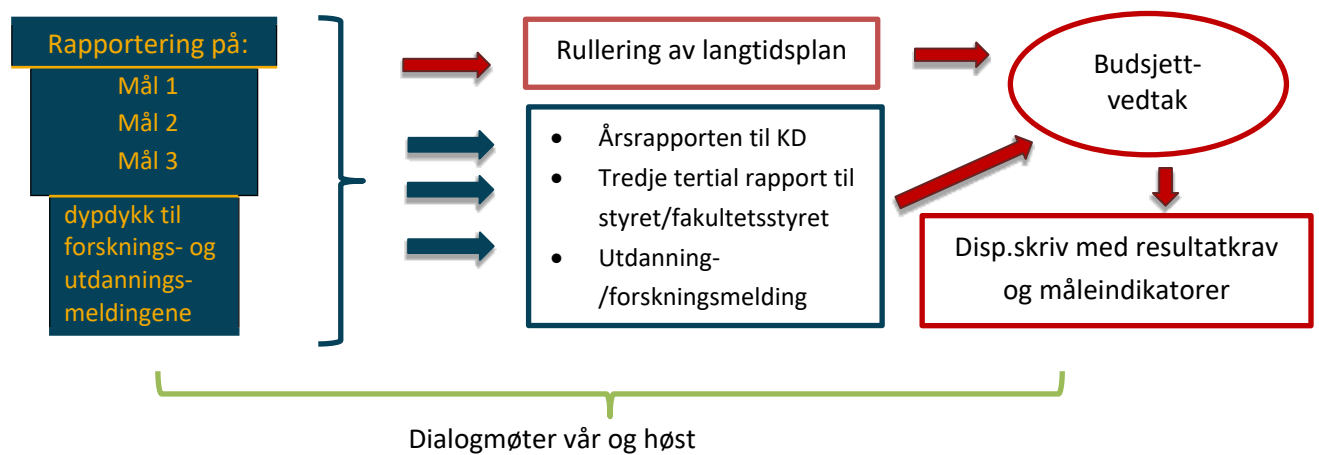 Rapportering på:
Mål 1
Mål 2
Mål 3
dypdykk til
forsknings- og
utdannings-
meldingene
Rullering av langtidsplan
• Årsrapporten til KD
• Tredje tertial rapport til
styret/fakultetsstyret
• Utdanning-
/forskningsmelding
Budsjett-
vedtak
Disp.skriv med resultatkrav
og måleindikatorer
Dialogmøter vår og høst